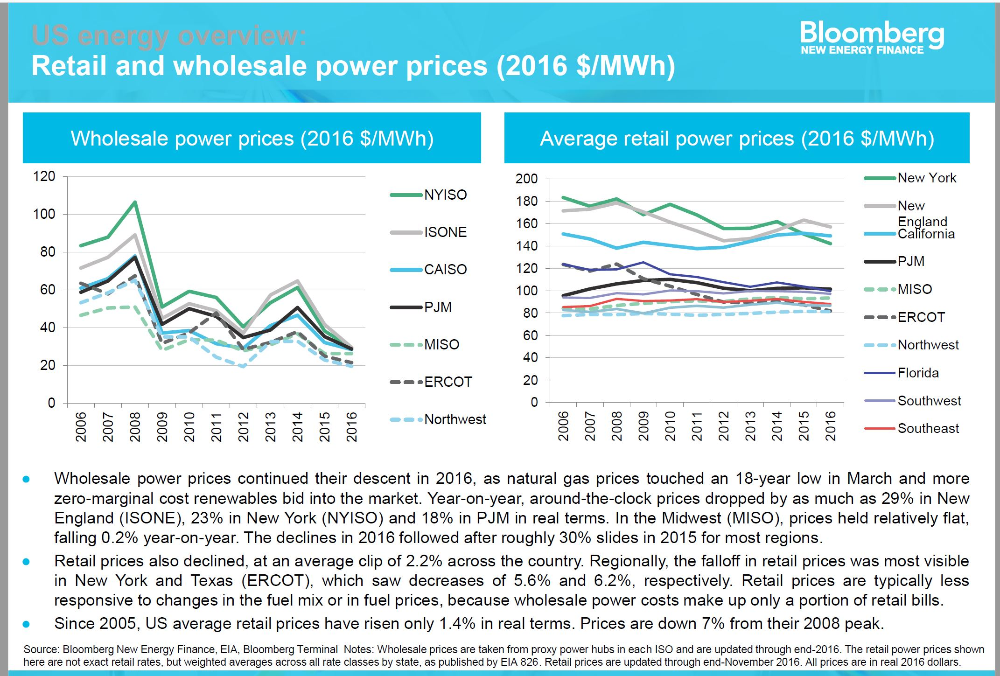 US energy overview:
Retail and wholesale power prices (2016 $/MWh)
Bloomberg
NEW ENERGY FINANCE
Wholesale power prices (2016 $/MWh)
120
100
80
60
40
20
0
2006
2007
2008
2009
2010
2011
2012
2013
2014
2015
2016
NYISO
ISONE
CAISO
PJM
MISO
ERCOT
Northwest
Average retail power prices (2016 $/MWh)
200
180
160
140
120
100
80
60
40
20
0
2006
2007
2008
2009
2010
2011
2012
2013
2014
2015
2016
New York
New
England
California
PJM
MISO
ERCOT
Northwest
Florida
Southwest
Southeast
• Wholesale power prices continued their descent in 2016, as natural gas prices touched an 18-year low in March and more
zero-marginal cost renewables bid into the market. Year-on-year, around-the-clock prices dropped by as much as 29% in New
England (ISONE), 23% in New York (NYISO) and 18% in PJM in real terms. In the Midwest (MISO), prices held relatively flat,
falling 0.2% year-on-year. The declines in 2016 followed after roughly 30% slides in 2015 for most regions.
• Retail prices also declined, at an average clip of 2.2% across the country. Regionally, the falloff in retail prices was most visible
in New York and Texas (ERCOT), which saw decreases of 5.6% and 6.2%, respectively. Retail prices are typically less
responsive to changes in the fuel mix or in fuel prices, because wholesale power costs make up only a portion of retail bills.
• Since 2005, US average retail prices have risen only 1.4% in real terms. Prices are down 7% from their 2008 peak.
Source: Bloomberg New Energy Finance, EIA, Bloomberg Terminal Notes: Wholesale prices are taken from proxy power hubs in each ISO and are updated through end-2016. The retail power prices shown
here are not exact retail rates, but weighted averages across all rate classes by state, as published by EIA 826. Retail prices are updated through end-November 2016. All prices are in real 2016 dollars.